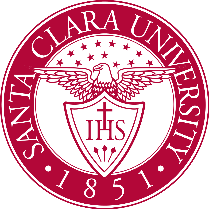 SANTA CLARA UNIVERSITY
IHS
• 1851 •